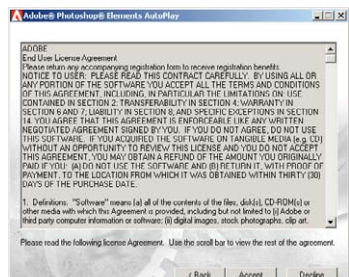 Adobe® Photoshop® Elements AutoPlay
ADOBE
End User License Agreement
Please return any accompanying registration form to receive registration benefits.
NOTICE TO USER: PLEASE READ THIS CONTRACT CAREFULLY. BY USING ALL OR
ANY PORTION OF THE SOFTWARE YOU ACCEPT ALL THE TERMS AND CONDITIONS
OF THIS AGREEMENT, INCLUDING, IN PARTICULAR THE LIMITATIONS ON: USE
CONTAINED IN SECTION 2; TRANSFERABILITY IN SECTION 4; WARRANTY IN
SECTION 6 AND 7; LIABILITY IN SECTION 8; AND SPECIFIC EXCEPTIONS IN SECTION
14. YOU AGREE THAT THIS AGREEMENT IS ENFORCEABLE LIKE ANY WRITTEN
NEGOTIATED AGREEMENT SIGNED BY YOU. IF YOU DO NOT AGREE, DO NOT USE
THIS SOFTWARE. IF YOU ACQUIRED THE SOFTWARE ON TANGIBLE MEDIA (e.g. CD)
WITHOUT AN OPPORTUNITY TO REVIEW THIS LICENSE AND YOU DO NOT ACCEPT
THIS AGREEMENT, YOU MAY OBTAIN A REFUND OF THE AMOUNT YOU ORIGINALLY
PAID IF YOU: (A) DO NOT USE THE SOFTWARE AND (B) RETURN IT, WITH PROOF OF
PAYMENT, TO THE LOCATION FROM WHICH IT WAS OBTAINED WITHIN THIRTY (30)
DAYS OF THE PURCHASE DATE.
1. Definitions. "Software" means (a) all of the contents of the files, disk(s), CD-ROM(s) or
other media with which this Agreement is provided, including but not limited to (i) Adobe or
third party computer information or software; (ii) digital images, stock photographs, clip art,
Please read the following license Agreement. Use the scroll bar to view the rest of the agreement.
< Back Accept Decline